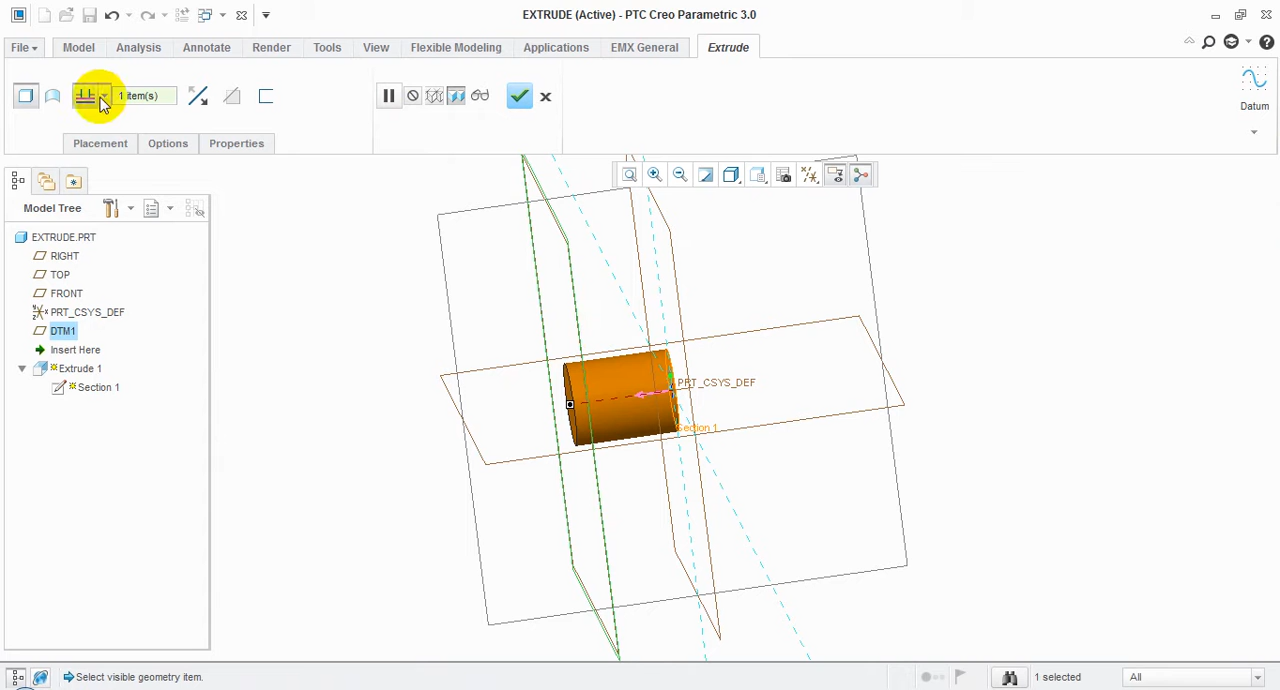 EXTRUDE (Active) - PTC Creo Parametric 3.0
File Model Analysis Annotate Render Tools View Flexible Modeling Applications EMX General Extrude
1 item(s)
Datum
Placement Options Properties
Model Tree
EXTRUDE.PRT
RIGHT
TOP
FRONT
PRT_CSYS_DEF
DTM1
Insert Here
Extrude 1
Section 1
PRT_CSYS_DEF
Section 1
Select visible geometry item.
1 selected
All